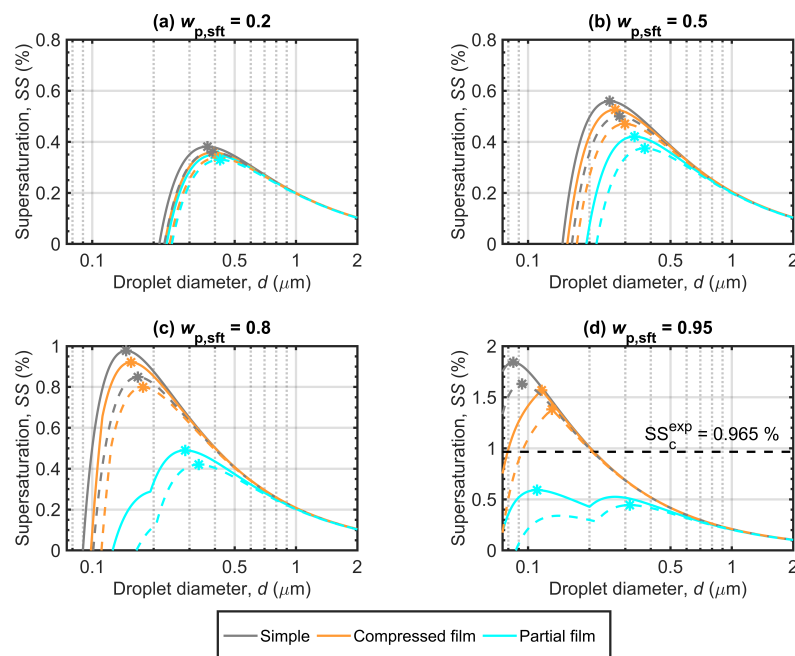 (a) w_p,sft = 0.2
Supersaturation, SS (%)
0.8
0.6
0.4
0.2
0
0.1
0.5
1
2
Droplet diameter, d (μm)
(b) w_p,sft = 0.5
Supersaturation, SS (%)
0.8
0.6
0.4
0.2
0
0.1
0.5
1
2
Droplet diameter, d (μm)
(c) w_p,sft = 0.8
Supersaturation, SS (%)
1
0.8
0.6
0.4
0.2
0
0.1
0.5
1
2
Droplet diameter, d (μm)
(d) w_p,sft = 0.95
Supersaturation, SS (%)
2
1.5
1
0.5
0
SS_c^exp = 0.965 %
0.1
0.5
1
2
Droplet diameter, d (μm)
Simple Compressed film Partial film